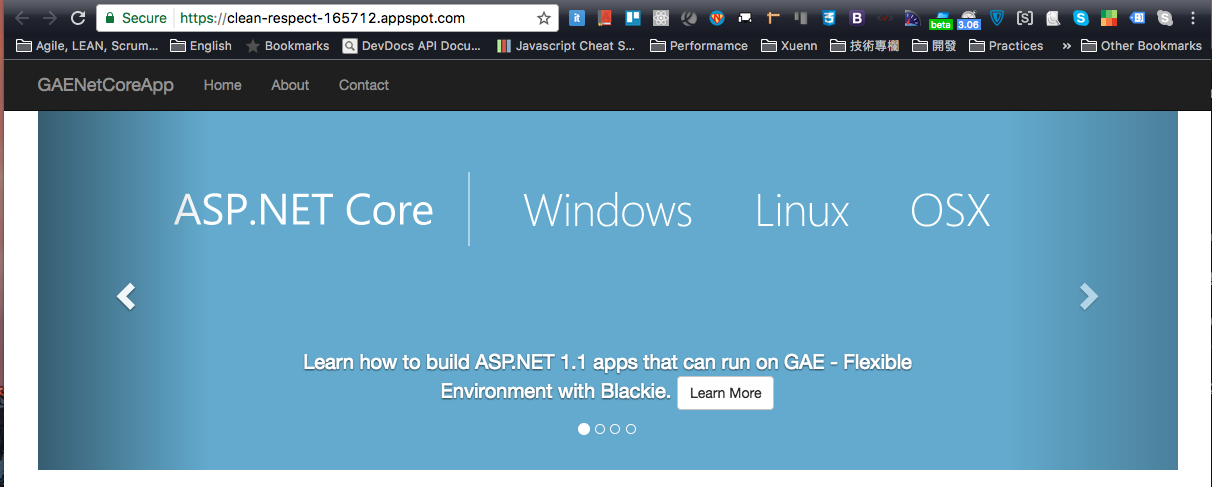 Secure https://clean-respect-165712.appspot.com
beta 3.06
Agile, LEAN, Scrum... English Bookmarks DevDocs API Docu... Javascript Cheat S... Performamce Xuenn 技術專欄 開發 Practices » Other Bookmarks
GAENetCoreApp Home About Contact
ASP.NET Core Windows Linux OSX
Learn how to build ASP.NET 1.1 apps that can run on GAE - Flexible
Environment with Blackie. Learn More